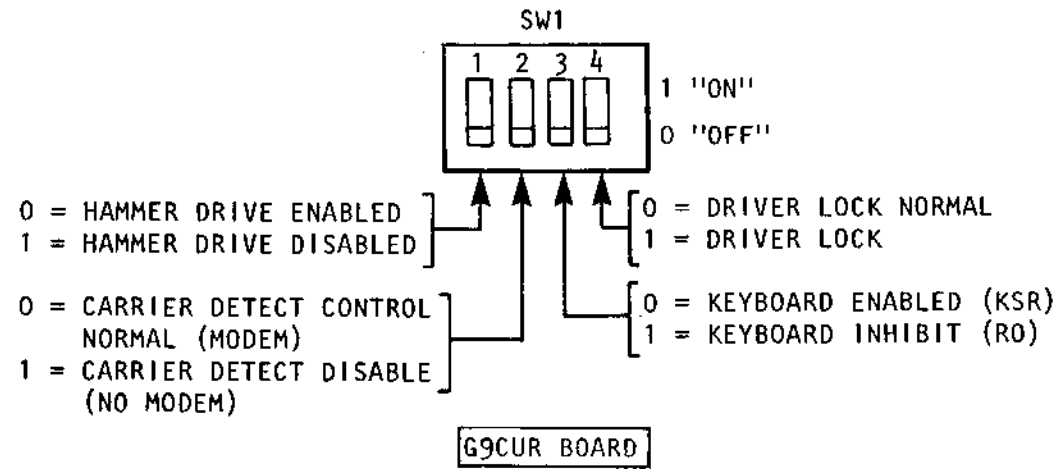 SW1
1 2 3 4
1 "ON"
0 "OFF"
0 = HAMMER DRIVE ENABLED
1 = HAMMER DRIVE DISABLED
0 = DRIVER LOCK NORMAL
1 = DRIVER LOCK
0 = CARRIER DETECT CONTROL
NORMAL (MODEM)
1 = CARRIER DETECT DISABLE
(NO MODEM)
0 = KEYBOARD ENABLED (KSR)
1 = KEYBOARD INHIBIT (RO)
G9CUR BOARD